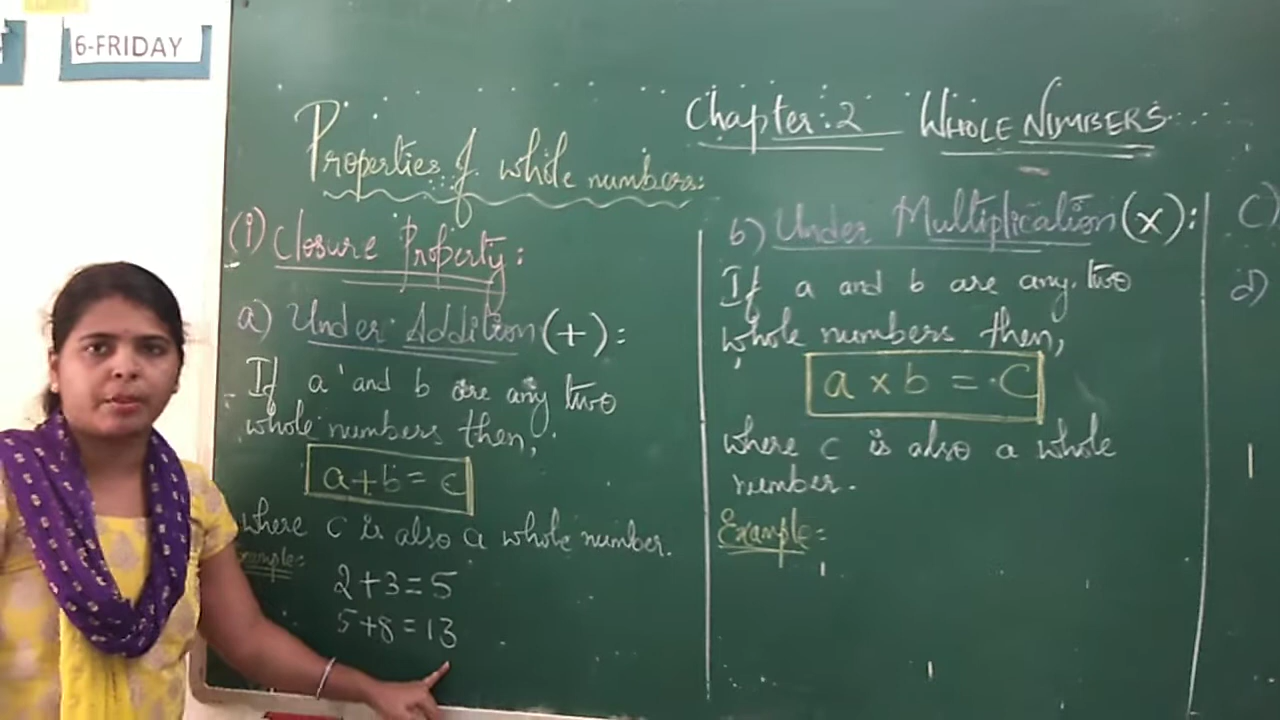 6-FRIDAY
Chapter:2 WHOLE NUMBERS
Properties of whole numbers:
(i) Closure Property:
a) Under Addition (+):
If a and b are any two
whole numbers then,
a+b = c
where c is also a whole number.
2+3=5
5+8=13
b) Under Multiplication (x):
If a and b are any two
whole numbers then,
a x b = C
where c is also a whole
number.
Example:
C)
d)